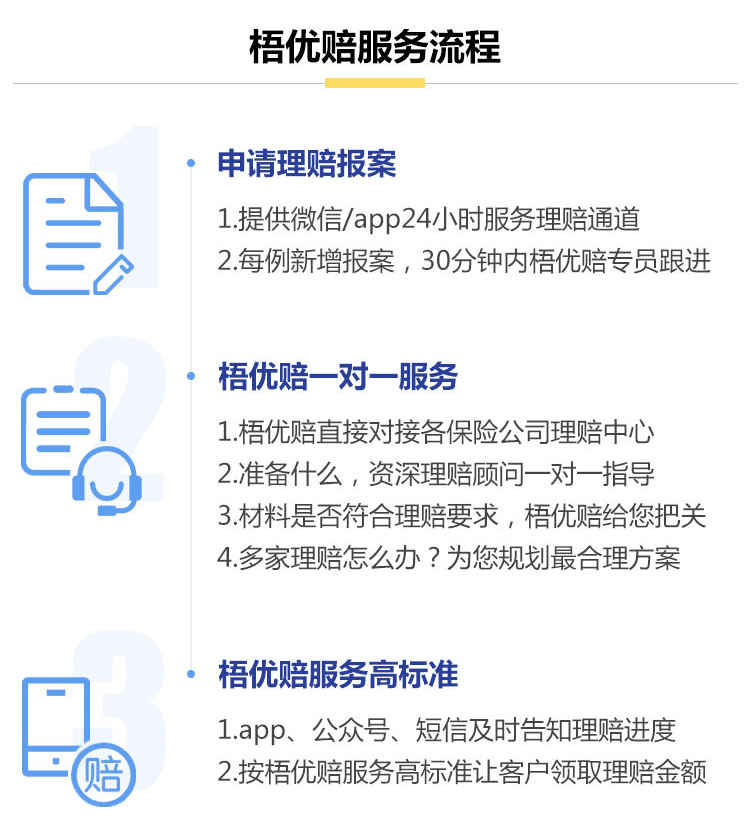 梧优赔服务流程
1
申请理赔报案
1.提供微信/app24小时服务理赔通道
2.每例新增报案，30分钟内梧优赔专员跟进
2
梧优赔一对一服务
1.梧优赔直接对接各保险公司理赔中心
2.准备什么，资深理赔顾问一对一指导
3.材料是否符合理赔要求，梧优赔给您把关
4.多家理赔怎么办？为您规划最合理方案
3
梧优赔服务高标准
1.app、公众号、短信及时告知理赔进度
2.按梧优赔服务高标准让客户领取理赔金额
赔